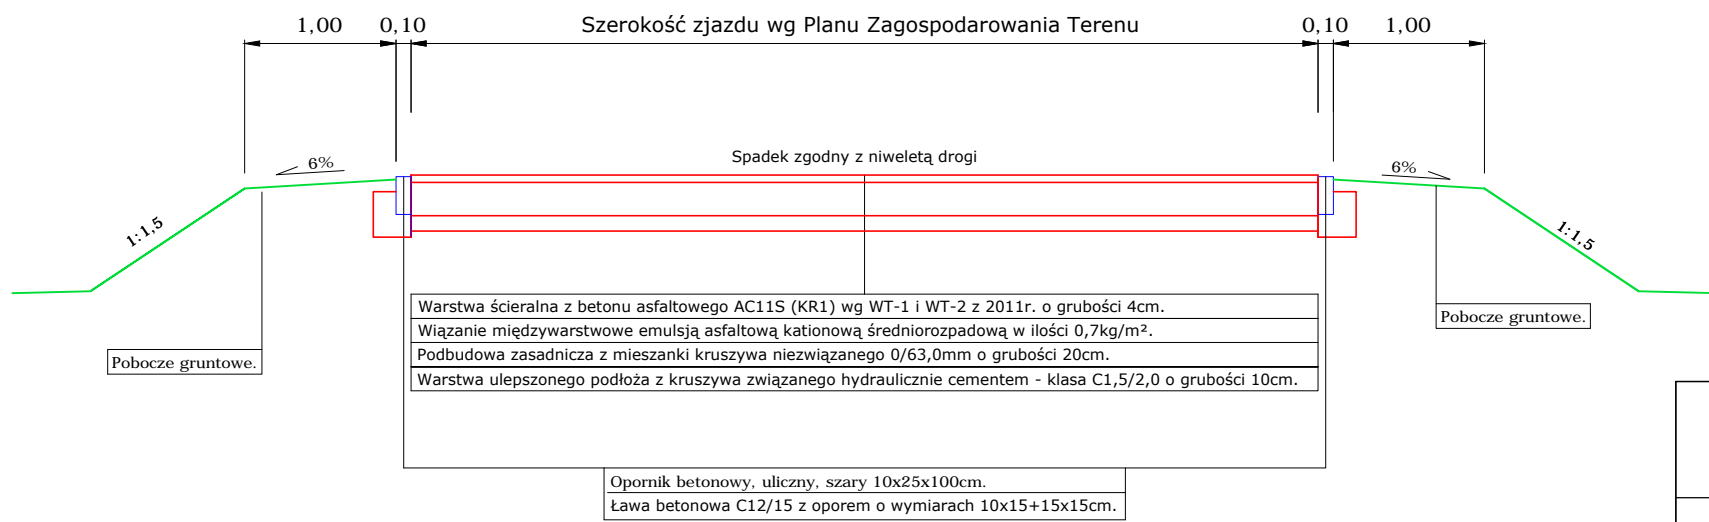 1,00 0,10 Szerokość zjazdu wg Planu Zagospodarowania Terenu 0,10 1,00
Spadek zgodny z niweletą drogi
6% 6%
1:1,5 1:1,5
Warstwa ścieralna z betonu asfaltowego AC11S (KR1) wg WT-1 i WT-2 z 2011r. o grubości 4cm.
Wiązanie międzywarstwowe emulsją asfaltową kationową średniorozpadową w ilości 0,7kg/m².
Podbudowa zasadnicza z mieszanki kruszywa niezwiązanego 0/63,0mm o grubości 20cm.
Warstwa ulepszonego podłoża z kruszywa związanego hydraulicznie cementem - klasa C1,5/2,0 o grubości 10cm.
Pobocze gruntowe.
Pobocze gruntowe.
Opornik betonowy, uliczny, szary 10x25x100cm.
Ława betonowa C12/15 z oporem o wymiarach 10x15+15x15cm.